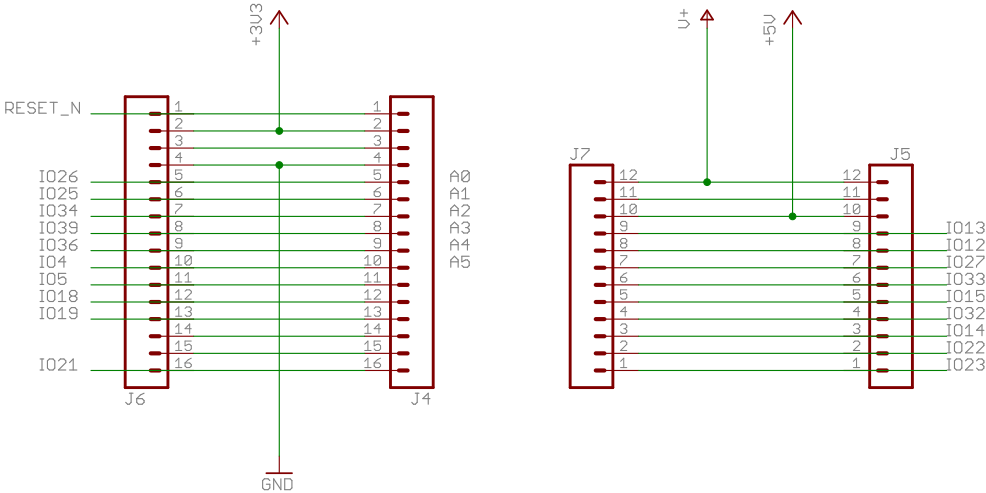 +3V3
V+
+5V
RESET_N 1 1
2 2
3 3
J7 J5
4 4
IO26 5 5 A0 12 12
IO25 6 6 A1 11 11
IO34 7 7 A2 10 10
IO39 8 8 A3 9 9 IO13
IO36 9 9 A4 8 8 IO12
IO4 10 10 A5 7 7 IO27
IO5 11 11 6 6 IO33
IO18 12 12 5 5 IO15
IO19 13 13 4 4 IO32
14 14 3 3 IO14
15 15 2 2 IO22
IO21 16 16 1 1 IO23
J6 J4
GND